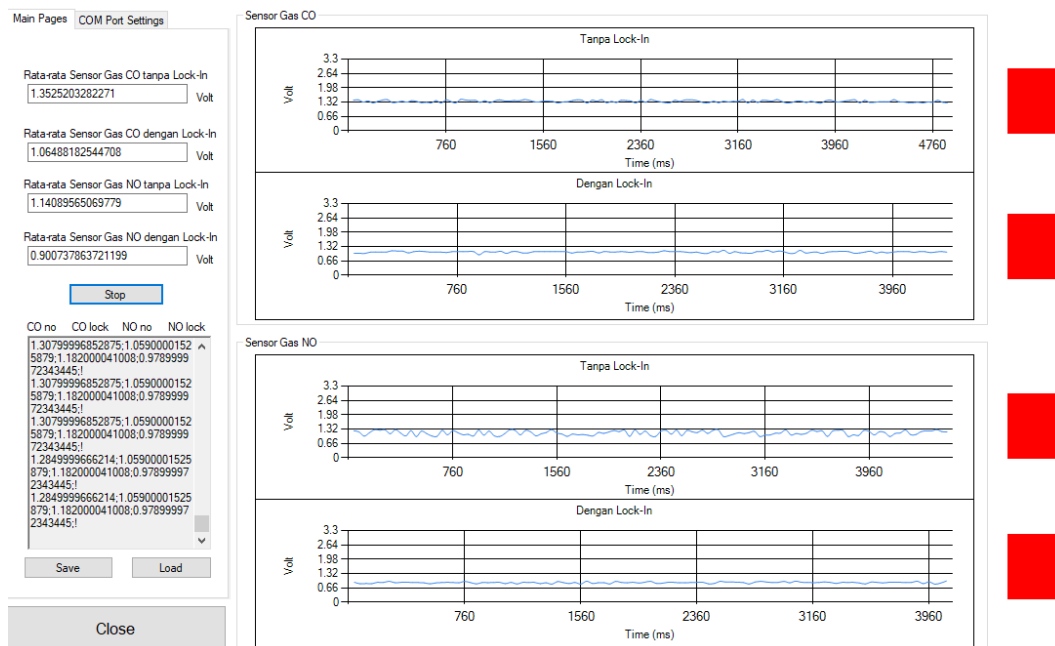 Main Pages
COM Port Settings
Rata-rata Sensor Gas CO tanpa Lock-In
1.3525203282271
Volt
Rata-rata Sensor Gas CO dengan Lock-In
1.06488182544708
Volt
Rata-rata Sensor Gas NO tanpa Lock-In
1.14089565069779
Volt
Rata-rata Sensor Gas NO dengan Lock-In
0.900737863721199
Volt
Stop
CO no CO lock NO no NO lock
1.30799996852875;1.0590000152
5879;1.182000041008;0.9789999
72343445;!
1.30799996852875;1.0590000152
5879;1.182000041008;0.9789999
72343445;!
1.30799996852875;1.0590000152
5879;1.182000041008;0.9789999
72343445;!
1.2849999666214;1.05900001525
879;1.182000041008;0.97899997
2343445;!
1.2849999666214;1.05900001525
879;1.182000041008;0.97899997
2343445;!
Save
Load
Close
Sensor Gas CO
Tanpa Lock-In
Volt
3.3
2.64
1.98
1.32
0.66
0
760 1560 2360 3160 3960 4760
Time (ms)
Dengan Lock-In
Volt
3.3
2.64
1.98
1.32
0.66
0
760 1560 2360 3160 3960
Time (ms)
Sensor Gas NO
Tanpa Lock-In
Volt
3.3
2.64
1.98
1.32
0.66
0
760 1560 2360 3160 3960
Time (ms)
Dengan Lock-In
Volt
3.3
2.64
1.98
1.32
0.66
0
760 1560 2360 3160 3960
Time (ms)